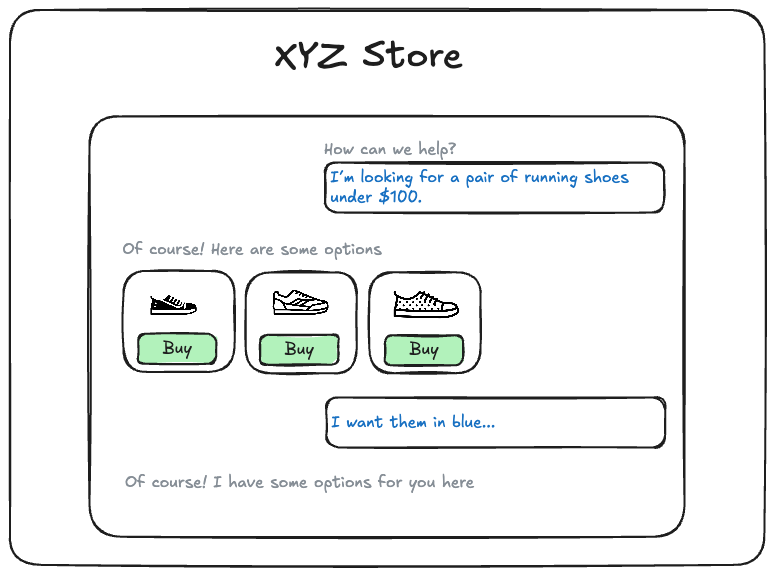 XYZ Store
How can we help?
I'm looking for a pair of running shoes
under $100.
Of course! Here are some options
Buy
Buy
Buy
I want them in blue...
Of course! I have some options for you here